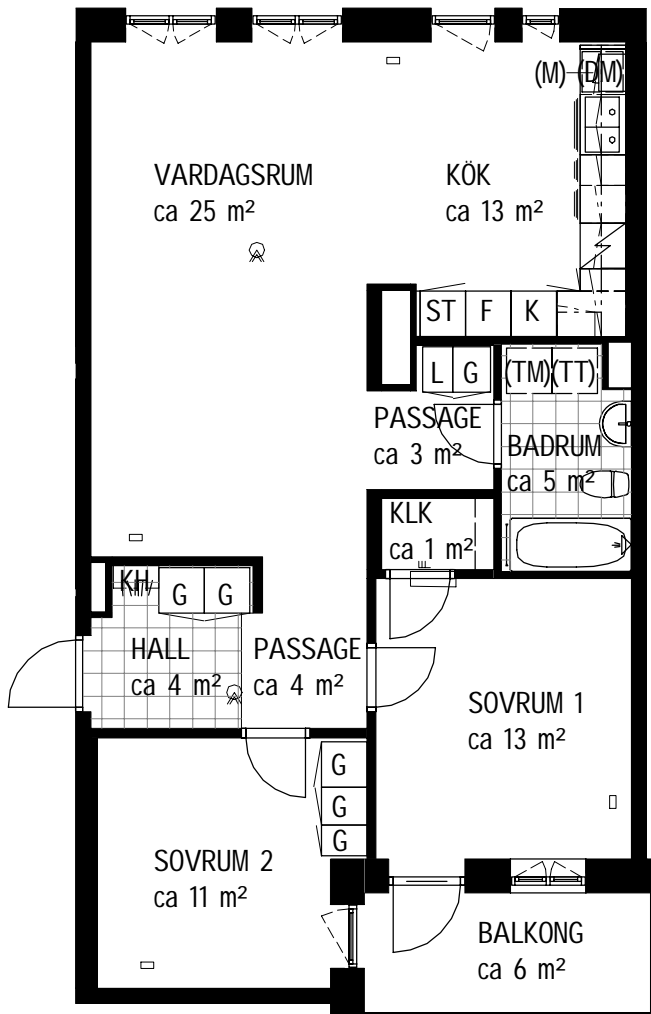 (M) (DM)
VARDAGSRUM
ca 25 m²
KÖK
ca 13 m²
ST F K
L G
(TM) (TT)
PASSAGE
ca 3 m²
BADRUM
ca 5 m²
KLK
ca 1 m²
KH G G
HALL
ca 4 m²
PASSAGE
ca 4 m²
SOVRUM 1
ca 13 m²
G
G
G
SOVRUM 2
ca 11 m²
BALKONG
ca 6 m²